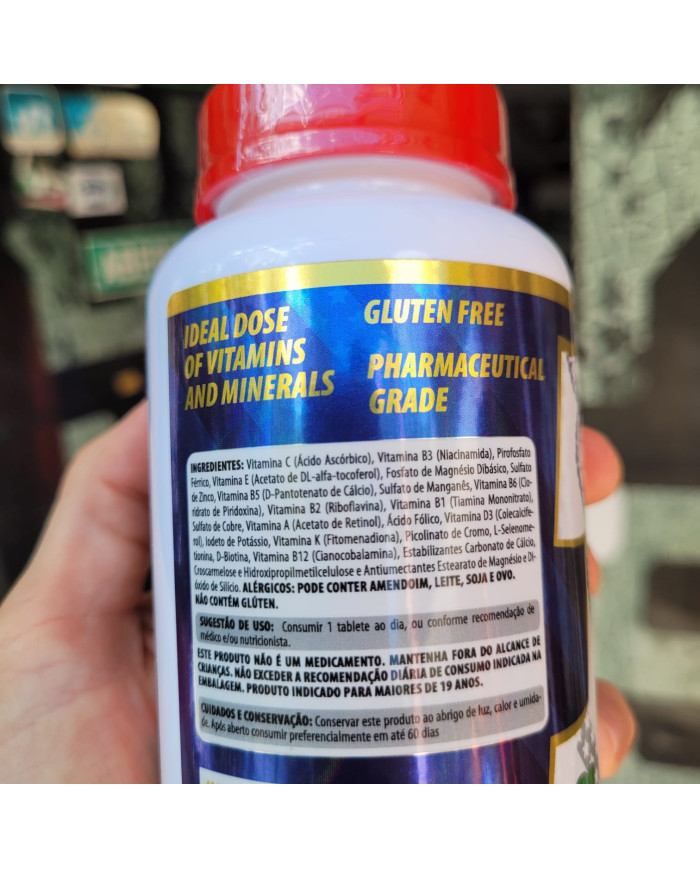 IDEAL DOSE
OF VITAMINS
AND MINERALS
GLUTEN FREE
PHARMACEUTICAL
GRADE
INGREDIENTES: Vitamina C (Ácido Ascórbico), Vitamina B3 (Niacinamida), Pirofosfato
Férrico, Vitamina E (Acetato de DL-alfa-tocoferol), Fosfato de Magnésio Dibásico, Sulfato
de Zinco, Vitamina B5 (D-Pantotenato de Cálcio), Sulfato de Manganês, Vitamina B6 (Clo-
ridrato de Piridoxina), Vitamina B2 (Riboflavina), Vitamina B1 (Tiamina Mononitrato),
Sulfato de Cobre, Vitamina A (Acetato de Retinol), Ácido Fólico, Vitamina D3 (Colecalcife-
rol), Iodeto de Potássio, Vitamina K (Fitomenadiona), Picolinato de Cromo, L-Selenome-
tionina, D-Biotina, Vitamina B12 (Cianocobalamina), Estabilizantes Carbonato de Cálcio,
Croscarmelose e Hidroxipropilmetilcelulose e Antiumectantes Estearato de Magnésio e Di-
óxido de Silício. ALÉRGICOS: PODE CONTER AMENDOIM, LEITE, SOJA E OVO.
NÃO CONTÉM GLÚTEN.
SUGESTÃO DE USO: Consumir 1 tablete ao dia, ou conforme recomendação de
médico e/ou nutricionista.
ESTE PRODUTO NÃO É UM MEDICAMENTO. MANTENHA FORA DO ALCANCE DE
CRIANÇAS. NÃO EXCEDER A RECOMENDAÇÃO DIÁRIA DE CONSUMO INDICADA NA
EMBALAGEM. PRODUTO INDICADO PARA MAIORES DE 19 ANOS.
CUIDADOS E CONSERVAÇÃO: Conservar este produto ao abrigo de luz, calor e umida-
de. Após aberto consumir preferencialmente em até 60 dias